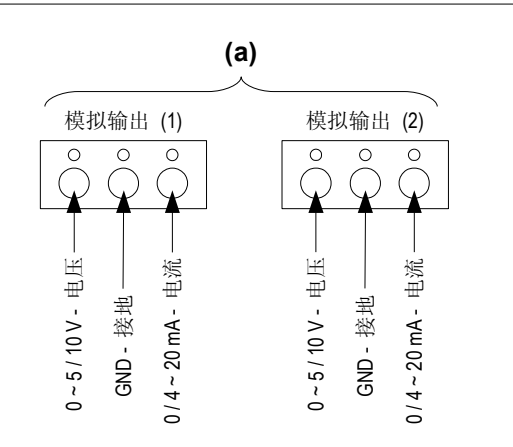 (a)
模拟输出 (1)
模拟输出 (2)
0 ~ 5 / 10 V - 电压
GND - 接地
0 / 4 ~ 20 mA - 电流
0 ~ 5 / 10 V - 电压
GND - 接地
0 / 4 ~ 20 mA - 电流